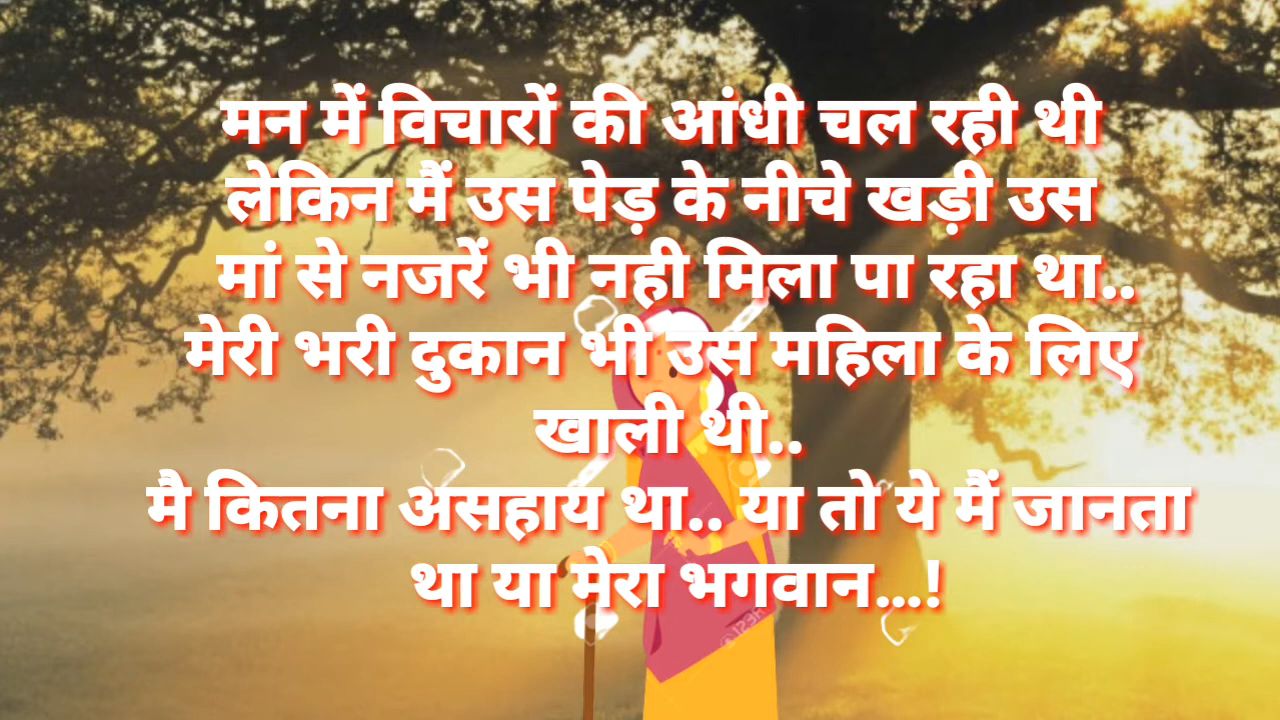 मन में विचारों की आंधी चल रही थी
लेकिन मैं उस पेड़ के नीचे खड़ी उस
मां से नजरें भी नही मिला पा रहा था..
मेरी भरी दुकान भी उस महिला के लिए
खाली थी..
मै कितना असहाय था.. या तो ये मैं जानता
था या मेरा भगवान...!